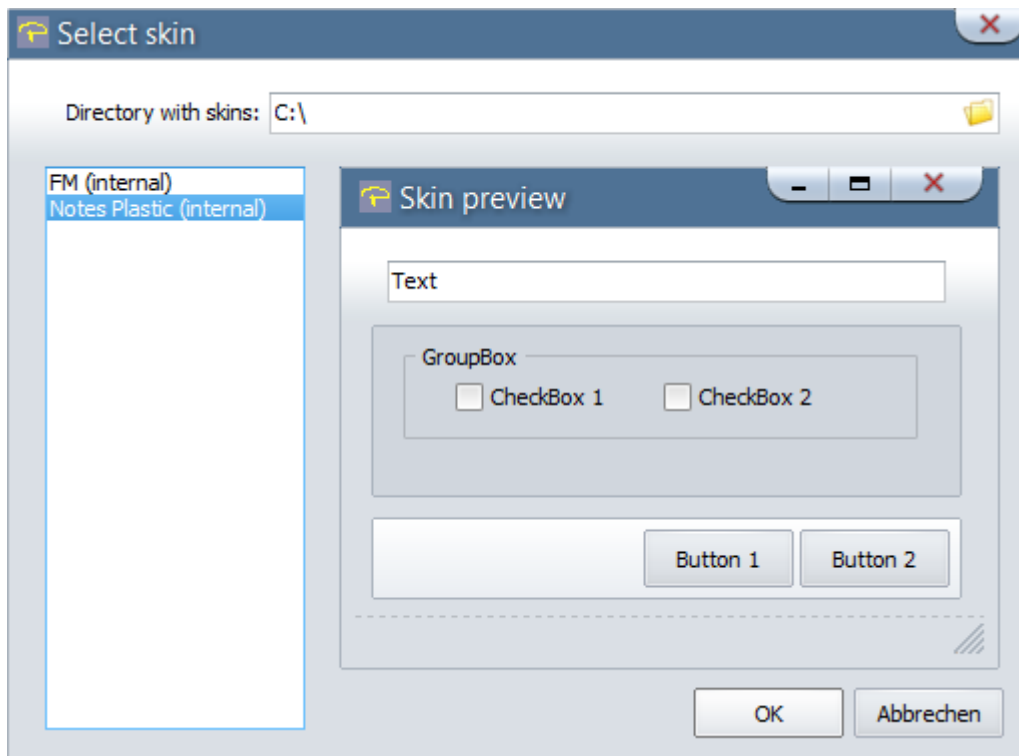 Select skin
Directory with skins: C:\
FM (internal)
Notes Plastic (internal)
Skin preview
Text
GroupBox
CheckBox 1 CheckBox 2
Button 1 Button 2
OK Abbrechen